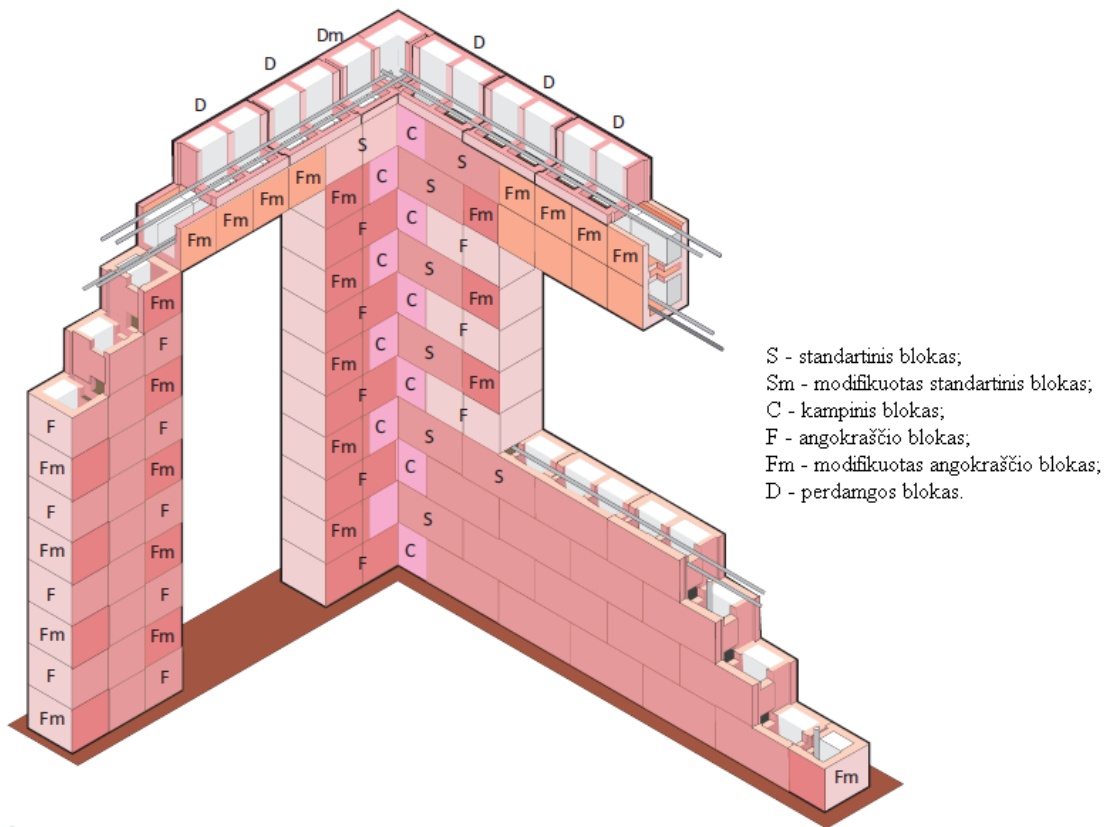 Dm
D
D
D
D
D
C
S
S
C
Fm
S
Fm
Fm
Fm
C
Fm
Fm
Fm
F
Fm
Fm
F
C
Fm
S
Fm
Fm
C
Fm
F
F
C
F
S
Fm
Fm
C
Fm
F
F
C
F
F
S
Fm
Fm
C
Fm
S
F
F
F
S
Fm
Fm
C
Fm
F
F
F
Fm
Fm
F
F
Fm
Fm
S - standartinis blokas;
Sm - modifikuotas standartinis blokas;
C - kampinis blokas;
F - angokraščio blokas;
Fm - modifikuotas angokraščio blokas;
D - perdamgos blokas.